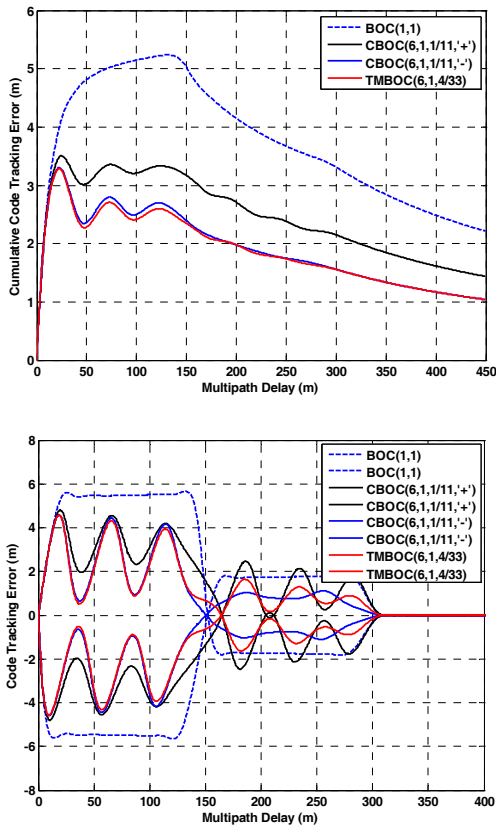 6
5
4
3
2
1
0
Cumulative Code Tracking Error (m)
BOC(1,1)
CBOC(6,1,1/11,'+')
CBOC(6,1,1/11,'-')
TMBOC(6,1,4/33)
0 50 100 150 200 250 300 350 400 450
Multipath Delay (m)
8
6
4
2
0
-2
-4
-6
-8
Code Tracking Error (m)
BOC(1,1)
BOC(1,1)
CBOC(6,1,1/11,'+')
CBOC(6,1,1/11,'+')
CBOC(6,1,1/11,'-')
CBOC(6,1,1/11,'-')
TMBOC(6,1,4/33)
TMBOC(6,1,4/33)
0 50 100 150 200 250 300 350 400
Multipath Delay (m)